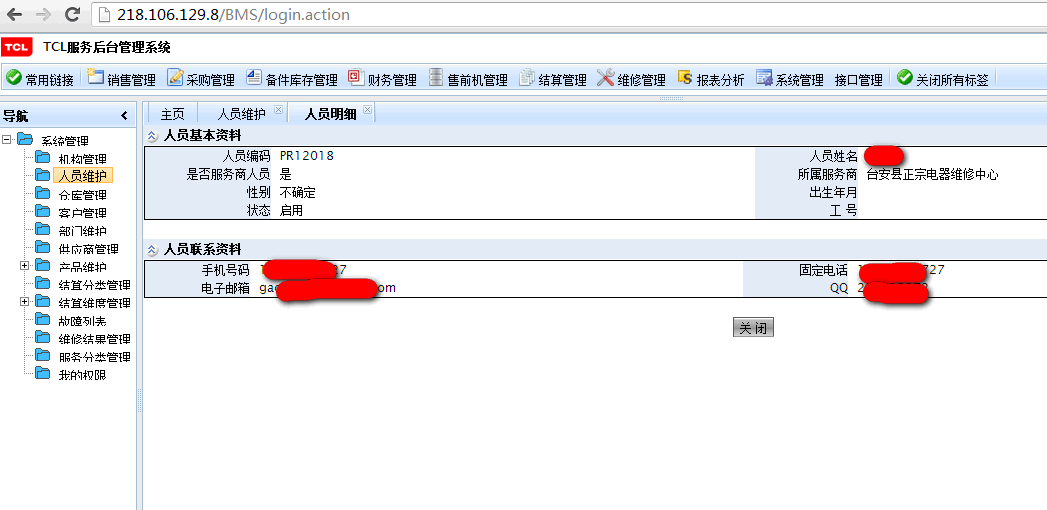 218.106.129.8/BMS/login.action
TCL TCL服务后台管理系统
常用链接 销售管理 采购管理 备件库存管理 财务管理 售前机管理 结算管理 维修管理 报表分析 系统管理 接口管理 关闭所有标签
导航
主页 人员维护 人员明细
系统管理
机构管理
人员维护
仓库管理
客户管理
部门维护
供应商管理
产品维护
结算分类管理
结算维度管理
故障列表
维修结果管理
服务分类管理
我的权限
人员基本资料
人员编码 PR12018 人员姓名
是否服务商人员 是 所属服务商 台安县正宗电器维修中心
性别 不确定 出生年月
状态 启用 工 号
人员联系资料
手机号码 27 固定电话 727
电子邮箱 ga om QQ 2
关 闭